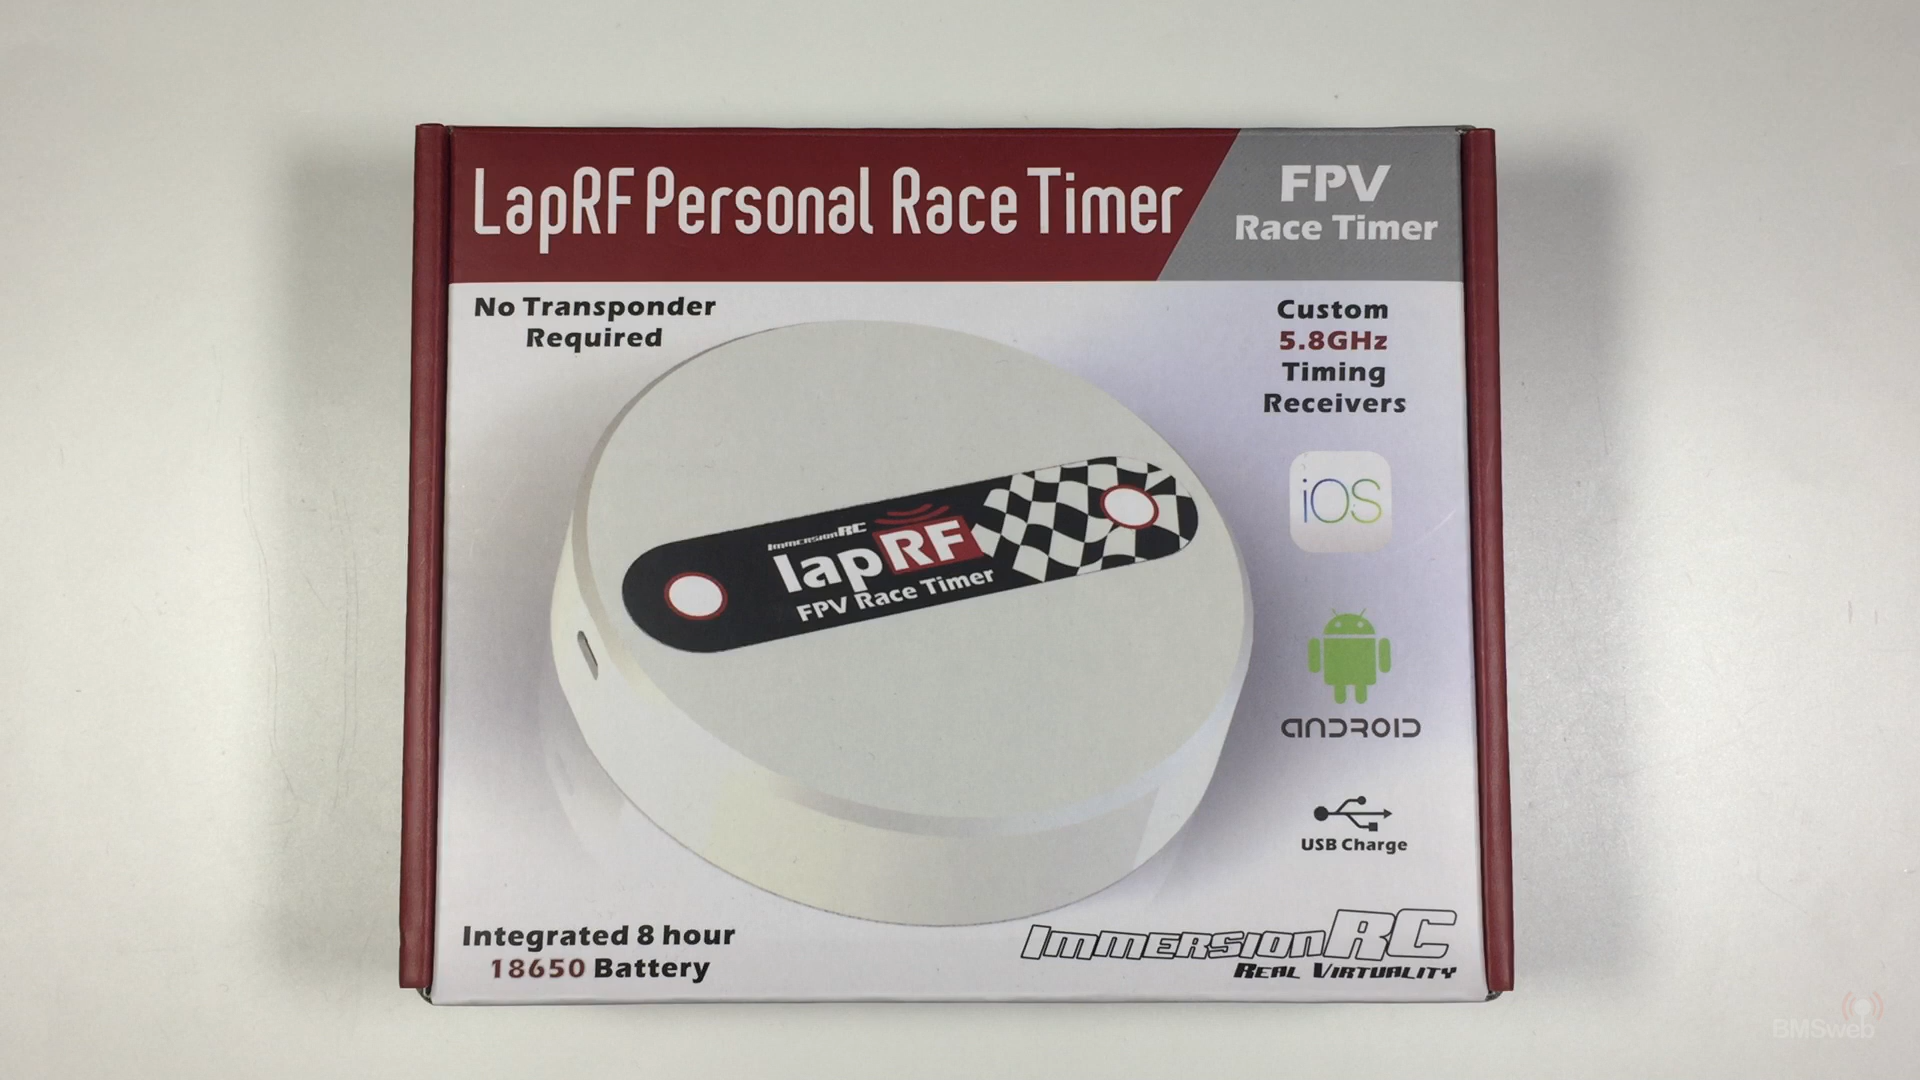 LapRF Personal Race Timer
FPV
Race Timer
No Transponder
Required
Custom
5.8GHz
Timing
Receivers
iOS
ImmersionRC
lapRF
FPV Race Timer
ANDROID
USB Charge
Integrated 8 hour
18650 Battery
ImmersionRC
Real Virtuality
BMSweb